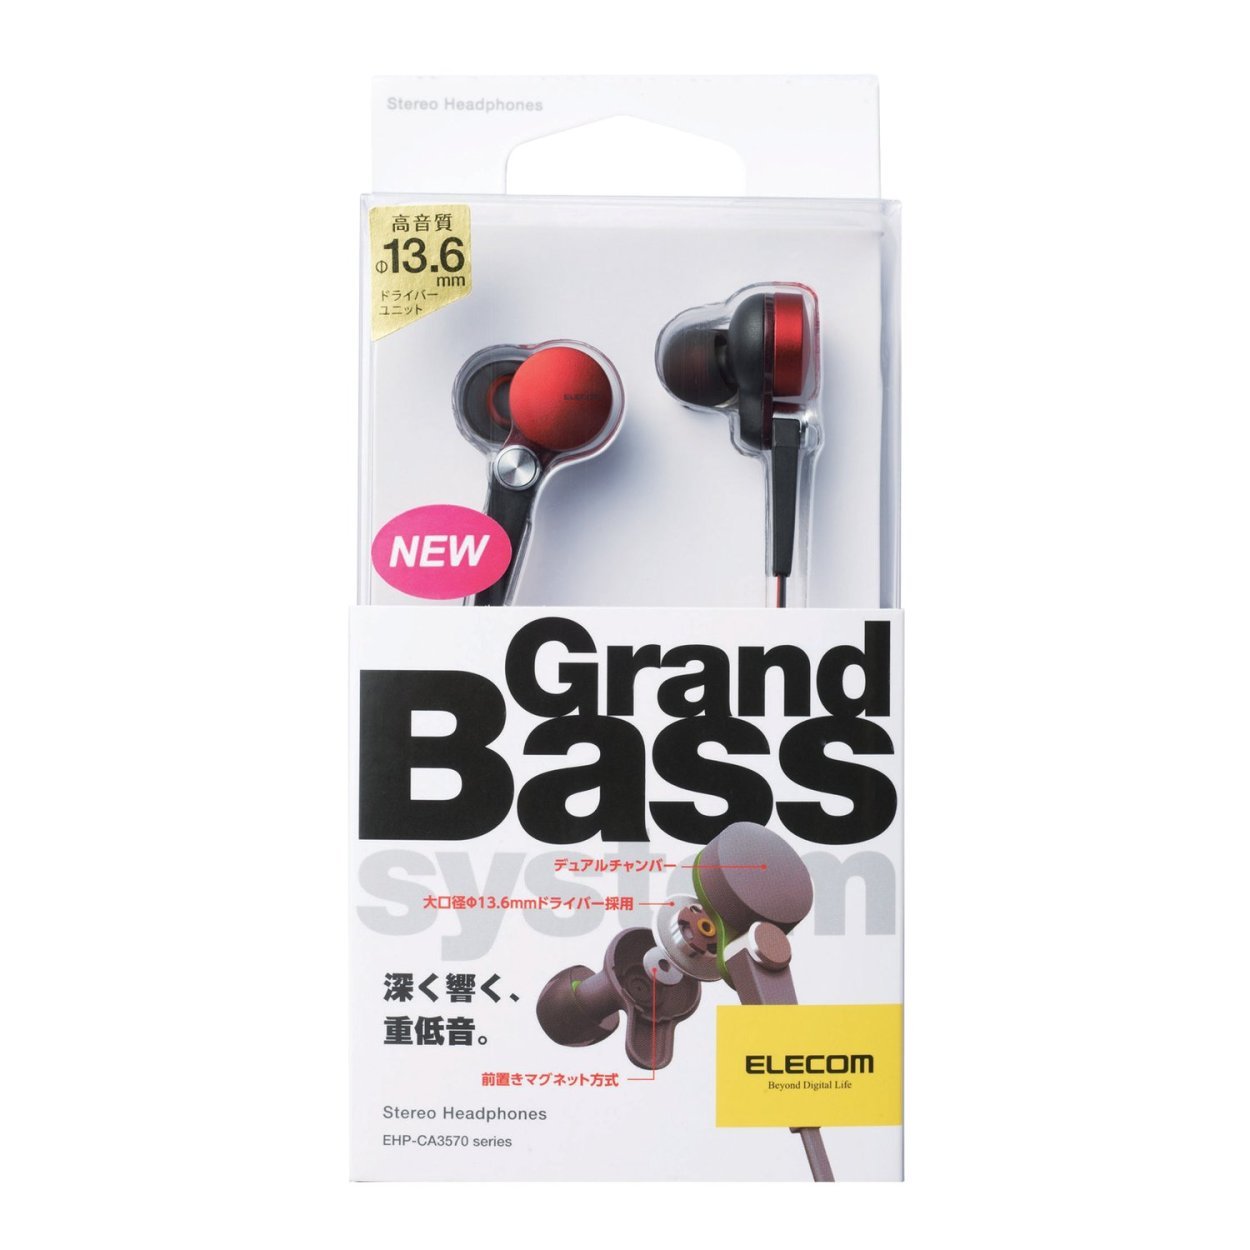 Stereo Headphones
高音質
Φ13.6
mm
ドライバー
ユニット
ELECOM
NEW
Grand
Bass
system
デュアルチャンバー
大口径Φ13.6mmドライバー採用
深く響く、
重低音。
前置きマグネット方式
ELECOM
Beyond Digital Life
Stereo Headphones
EHP-CA3570 series